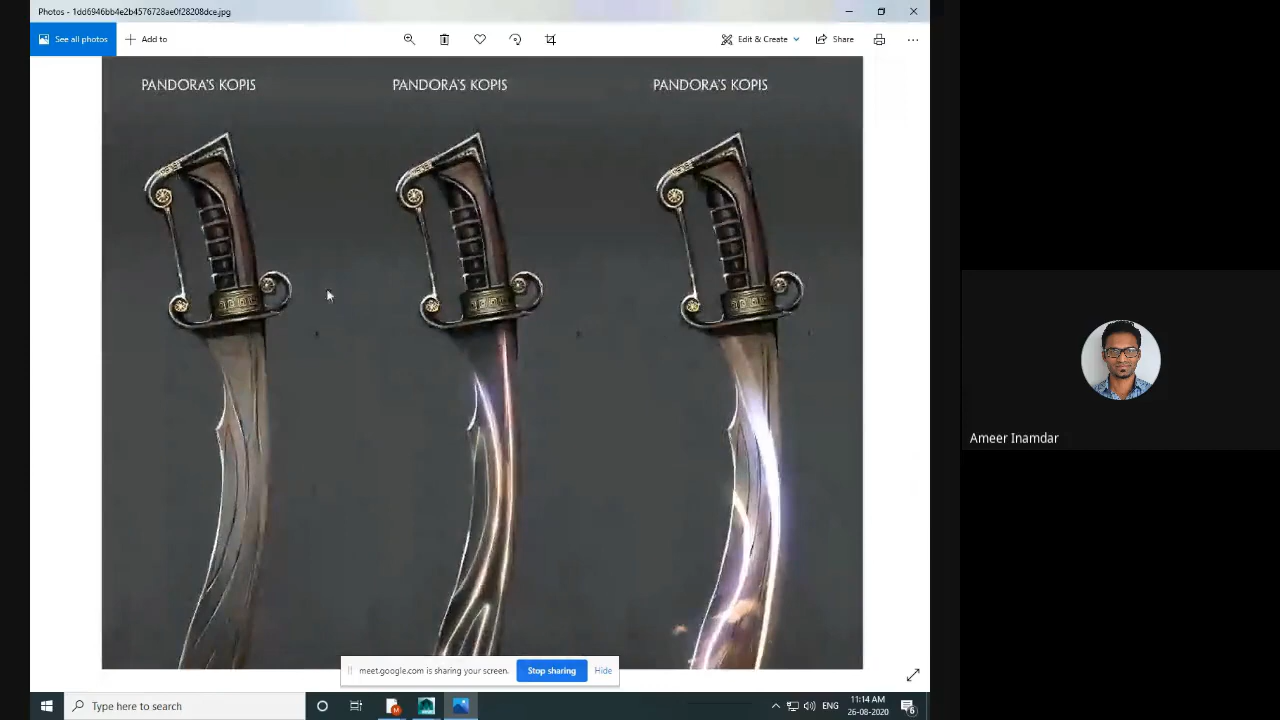 Photos - 1dd6946bb4e2b4576728ae0f28208dce.jpg
See all photos
Add to
Edit & Create
Share
PANDORA'S KOPIS
PANDORA'S KOPIS
PANDORA'S KOPIS
Ameer Inamdar
meet.google.com is sharing your screen.
Stop sharing
Hide
Type here to search
ENG
11:14 AM
26-08-2020
6